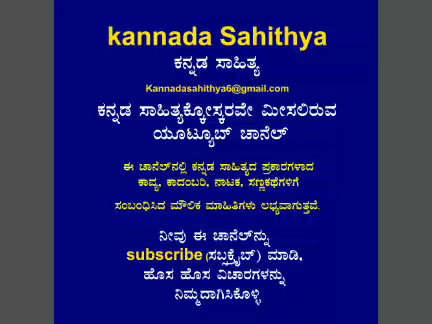 kannada Sahithya
ಕನ್ನಡ ಸಾಹಿತ್ಯ
Kannadasahithya6@gmail.com
ಕನ್ನಡ ಸಾಹಿತ್ಯಕ್ಕೋಸ್ಕರವೇ ಮೀಸಲಿರುವ
ಯೂಟ್ಯೂಬ್ ಚಾನೆಲ್
ಈ ಚಾನೆಲ್‌ನಲ್ಲಿ ಕನ್ನಡ ಸಾಹಿತ್ಯದ ಪ್ರಕಾರಗಳಾದ
ಕಾವ್ಯ, ಕಾದಂಬರಿ, ನಾಟಕ, ಸಣ್ಣಕಥೆಗಳಿಗೆ
ಸಂಬಂಧಿಸಿದ ಮೌಲಿಕ ಮಾಹಿತಿಗಳು ಲಭ್ಯವಾಗುತ್ತವೆ.
ನೀವು ಈ ಚಾನೆಲ್‌ನ್ನು
subscribe (ಸಬ್ಸಕ್ರೈಬ್) ಮಾಡಿ,
ಹೊಸ ಹೊಸ ವಿಚಾರಗಳನ್ನು
ನಿಮ್ಮದಾಗಿಸಿಕೊಳ್ಳಿ